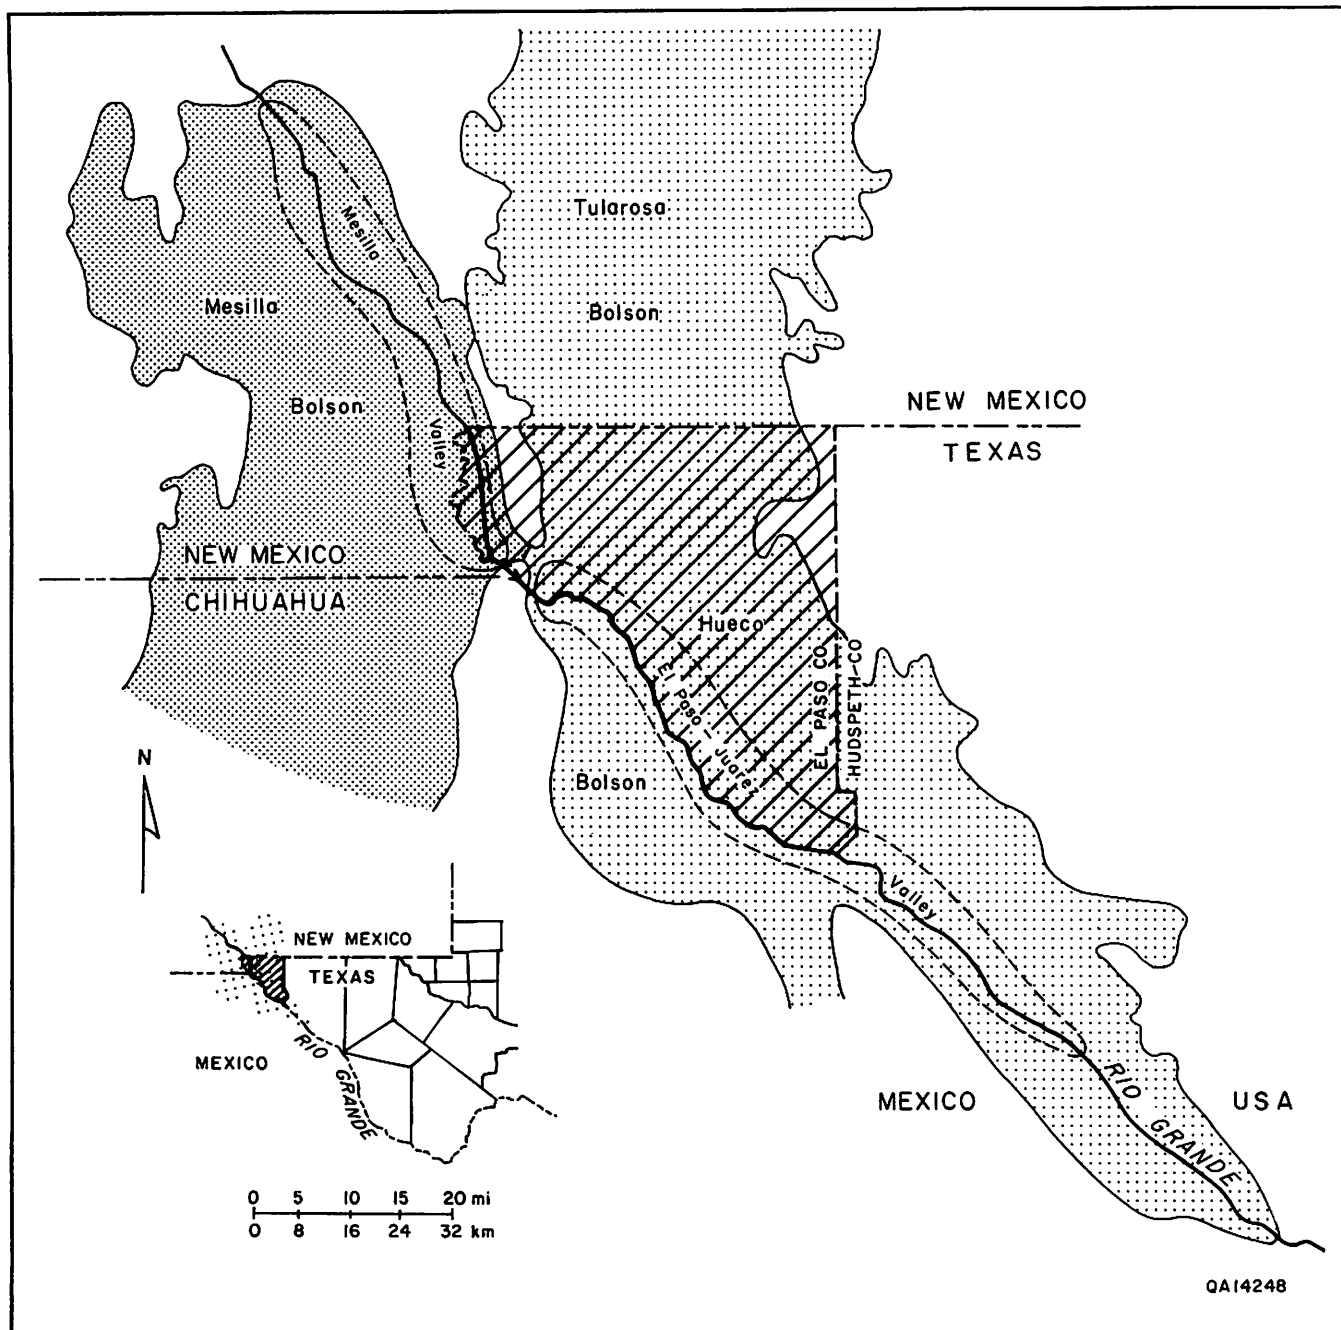 Tularosa
Mesilla
Mesilla
Bolson
Bolson
Valley
NEW MEXICO
TEXAS
NEW MEXICO
CHIHUAHUA
Hueco
El Paso - Juarez
Bolson
EL PASO CO
HUDSPETH CO
N
Valley
NEW MEXICO
TEXAS
MEXICO
RIO
GRANDE
MEXICO
USA
RIO GRANDE
0 5 10 15 20 mi
0 8 16 24 32 km
QA14248